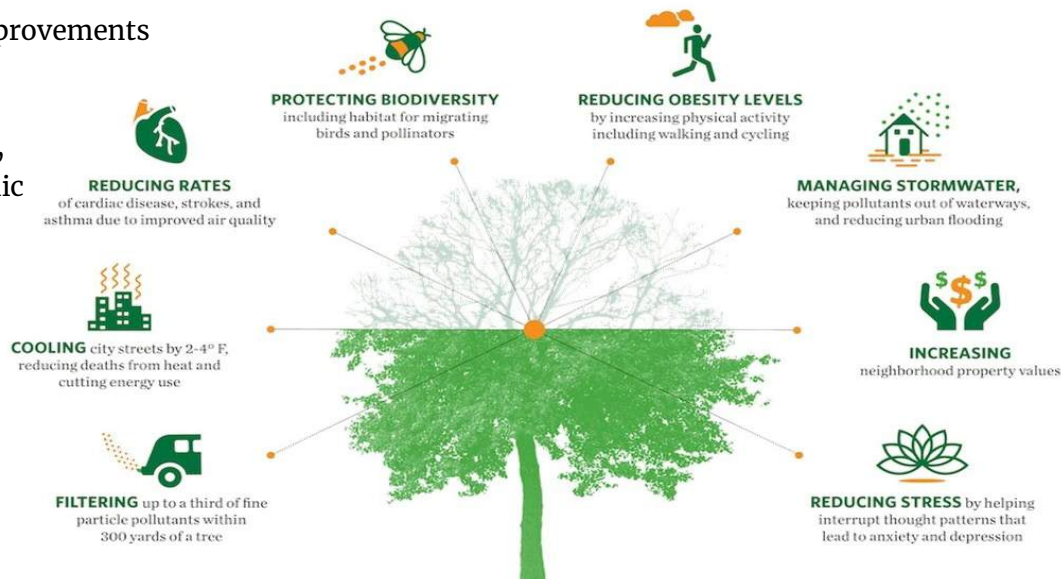 provements
,
ic
PROTECTING BIODIVERSITY
including habitat for migrating
birds and pollinators
REDUCING OBESITY LEVELS
by increasing physical activity
including walking and cycling
REDUCING RATES
of cardiac disease, strokes, and
asthma due to improved air quality
MANAGING STORMWATER,
keeping pollutants out of waterways,
and reducing urban flooding
COOLING city streets by 2-4° F,
reducing deaths from heat and
cutting energy use
$ $ $
INCREASING
neighborhood property values
FILTERING up to a third of fine
particle pollutants within
300 yards of a tree
REDUCING STRESS by helping
interrupt thought patterns that
lead to anxiety and depression